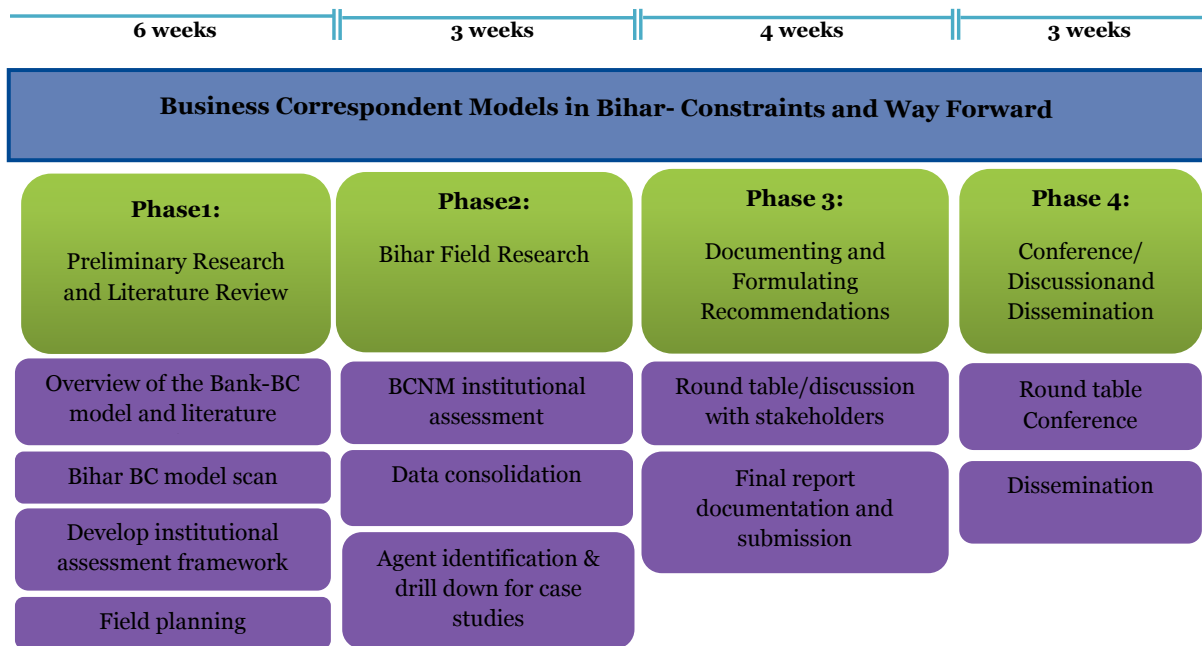 6 weeks
3 weeks
4 weeks
3 weeks
Business Correspondent Models in Bihar- Constraints and Way Forward
Phase1:
Preliminary Research
and Literature Review
Phase2:
Bihar Field Research
Phase 3:
Documenting and
Formulating
Recommendations
Phase 4:
Conference/
Discussionand
Dissemination
Overview of the Bank-BC
model and literature
Bihar BC model scan
Develop institutional
assessment framework
Field planning
BCNM institutional
assessment
Data consolidation
Agent identification &
drill down for case
studies
Round table/discussion
with stakeholders
Final report
documentation and
submission
Round table
Conference
Dissemination